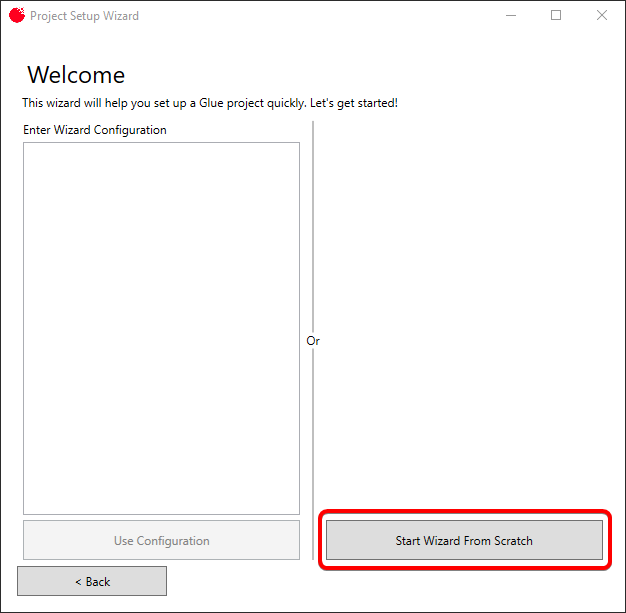 Project Setup Wizard
Welcome
This wizard will help you set up a Glue project quickly. Let's get started!
Enter Wizard Configuration
Or
Use Configuration
Start Wizard From Scratch
< Back